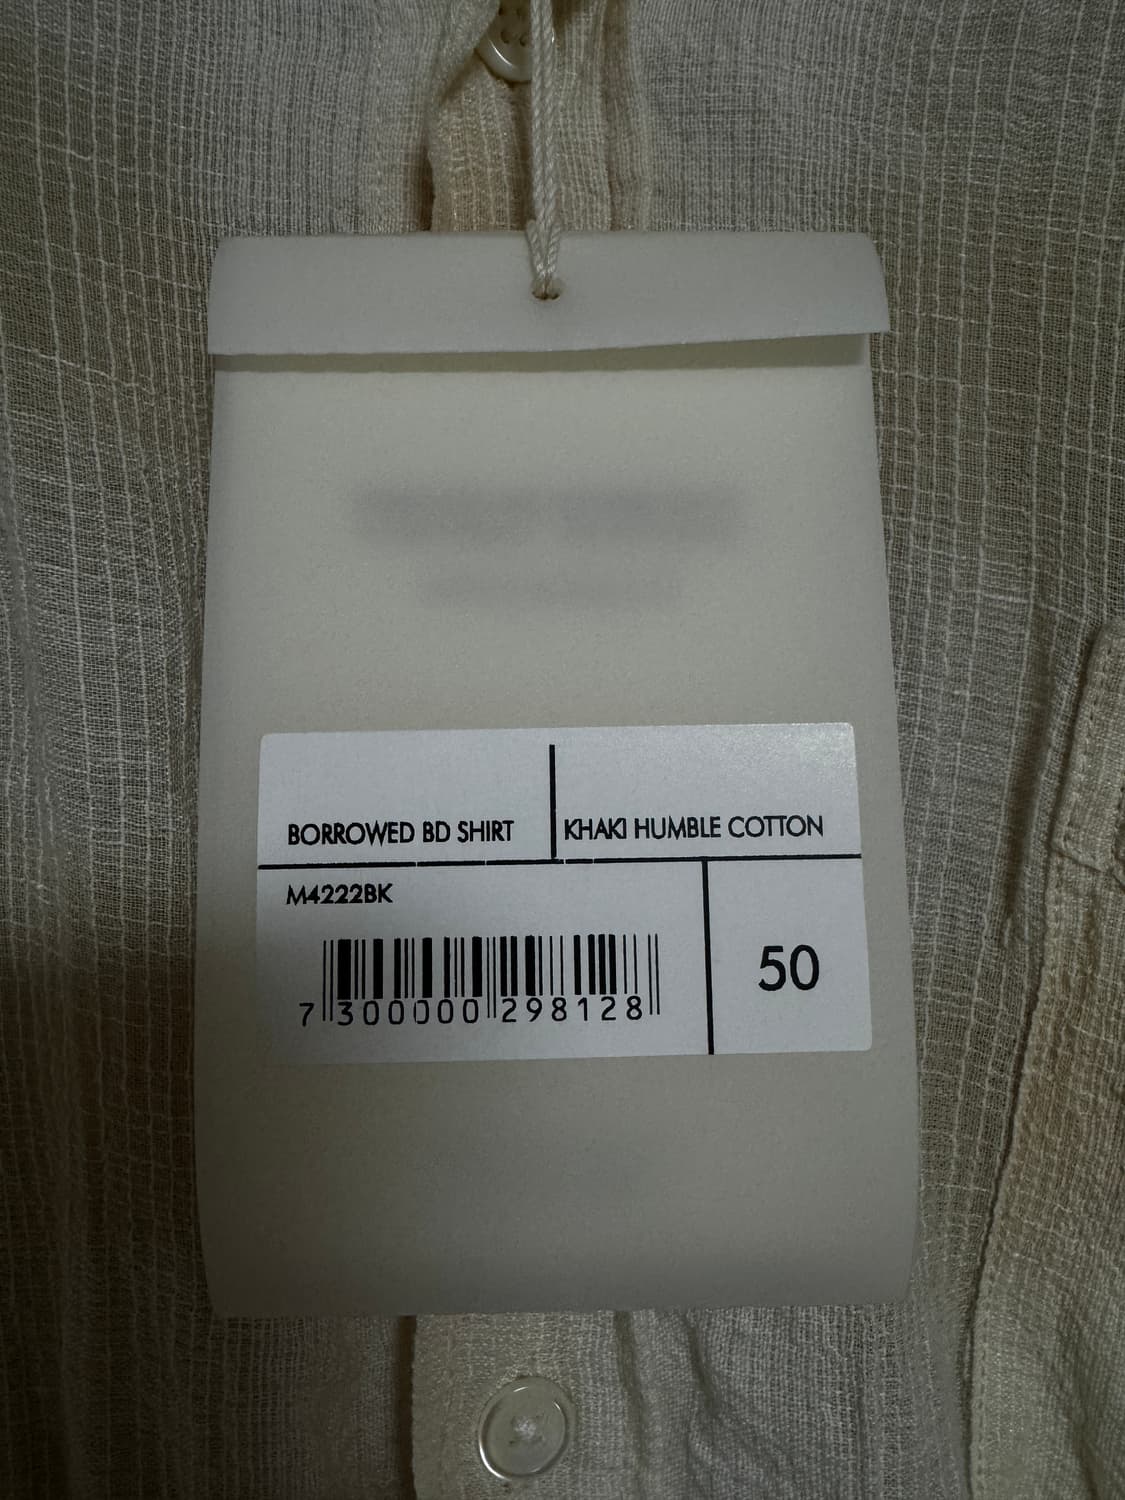 BORROWED BD SHIRT
KHAKI HUMBLE COTTON
M4222BK
50
7 300000 298128